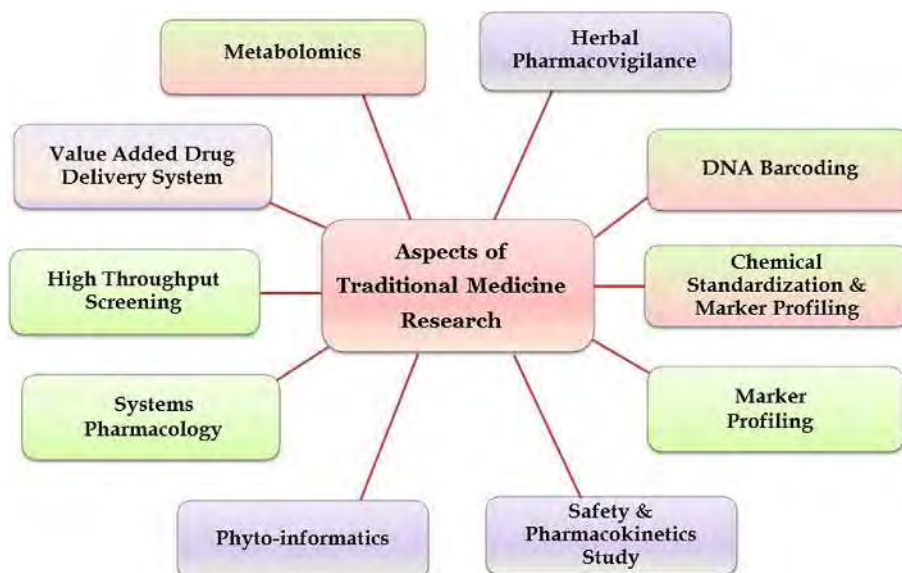 Metabolomics
Herbal
Pharmacovigilance
Value Added Drug
Delivery System
DNA Barcoding
Aspects of
Traditional Medicine
Research
High Throughput
Screening
Chemical
Standardization &
Marker Profiling
Systems
Pharmacology
Marker
Profiling
Phyto-informatics
Safety &
Pharmacokinetics
Study